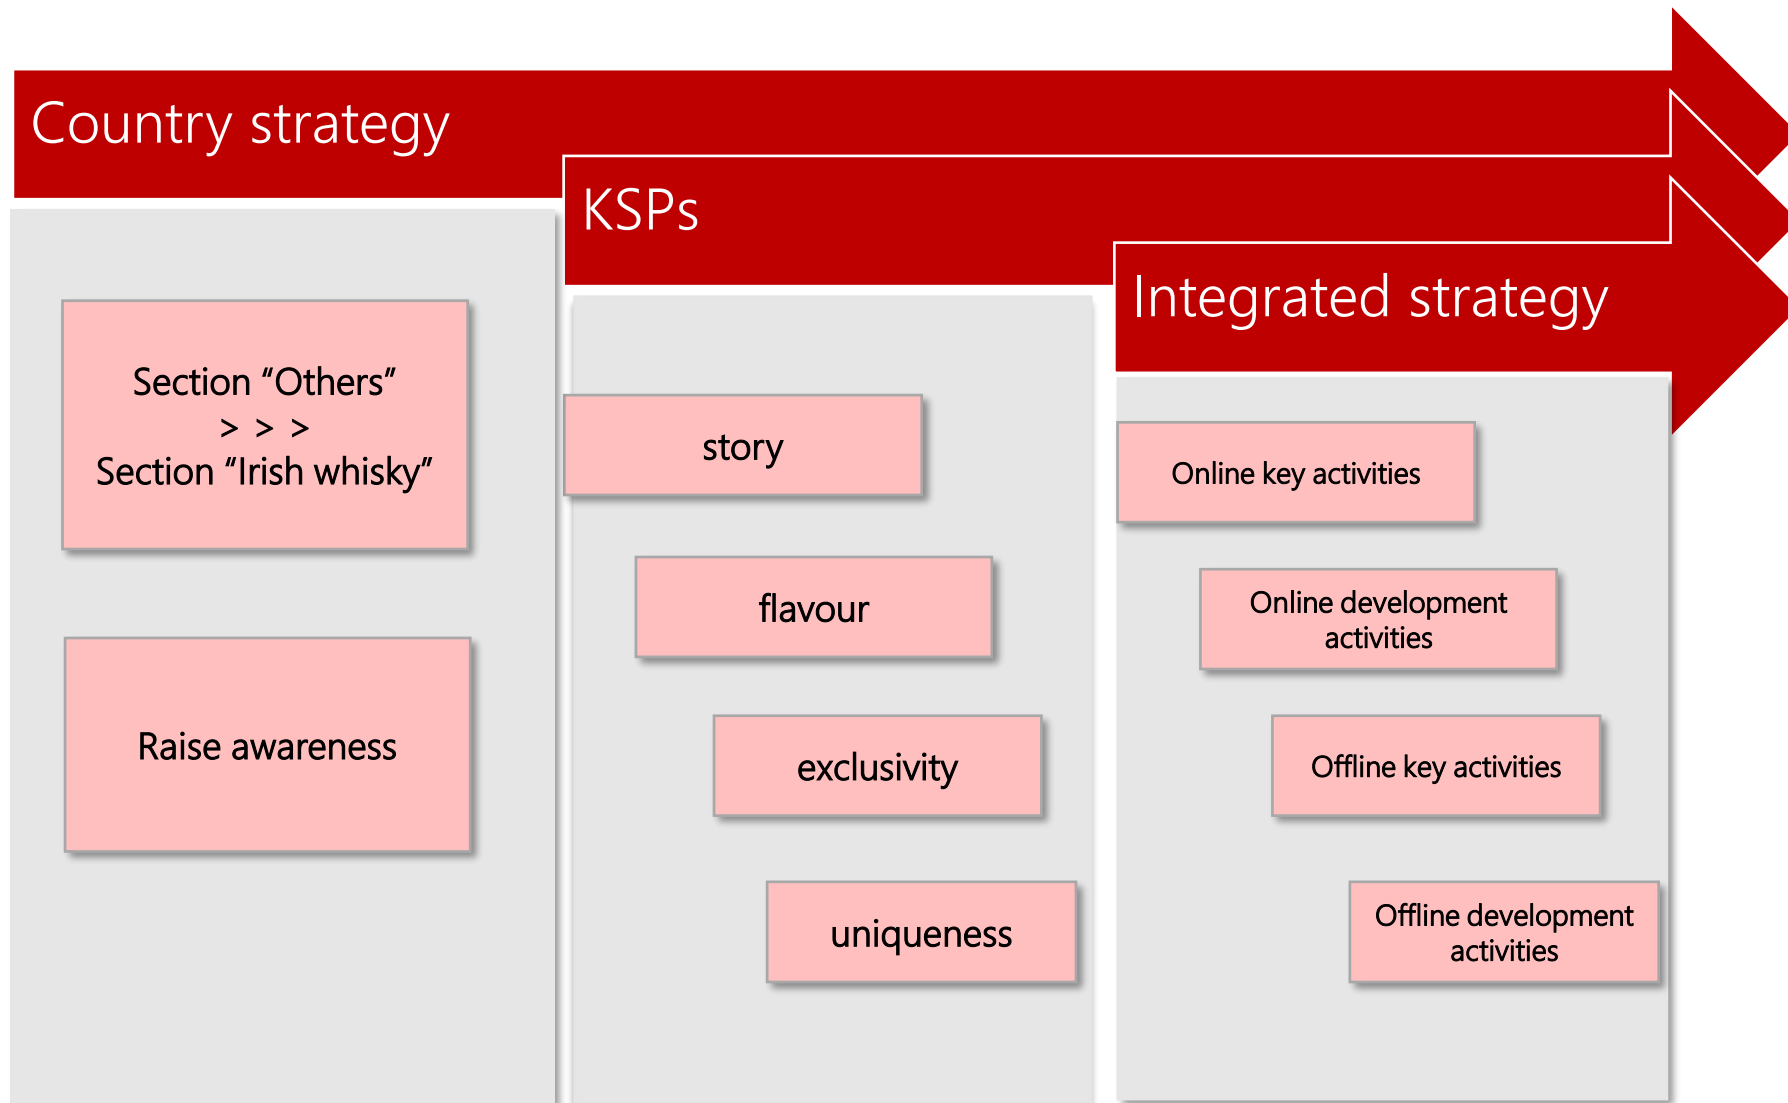 Country strategy
KSPs
Integrated strategy
Section “Others”
> > >
Section “Irish whisky”
Raise awareness
story
flavour
exclusivity
uniqueness
Online key activities
Online development
activities
Offline key activities
Offline development
activities